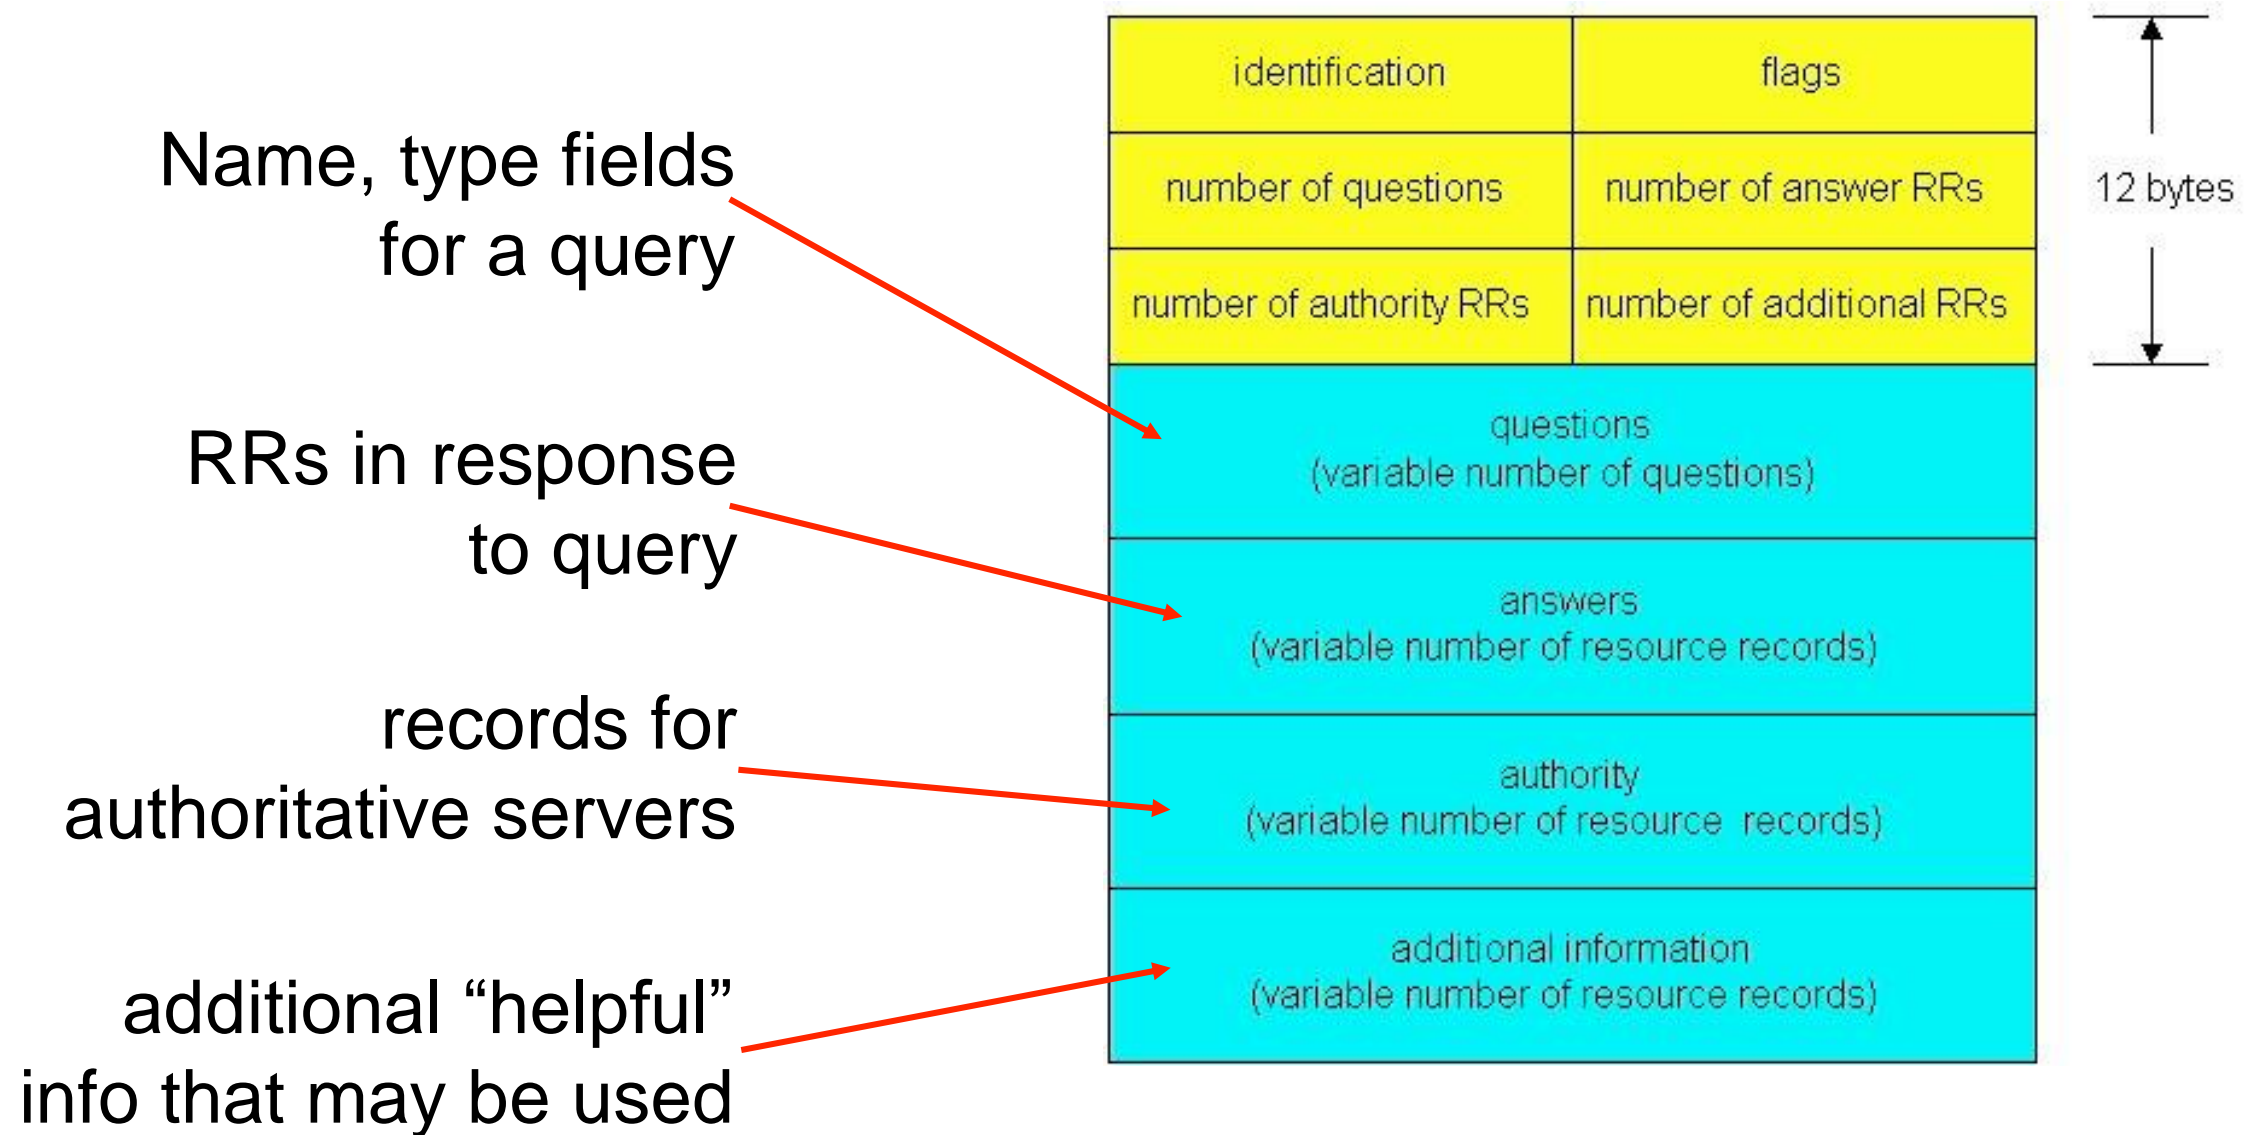 Name, type fields
for a query
RRs in response
to query
records for
authoritative servers
additional “helpful”
info that may be used
identification
flags
number of questions
number of answer RRs
number of authority RRs
number of additional RRs
12 bytes
questions
(variable number of questions)
answers
(variable number of resource records)
authority
(variable number of resource records)
additional information
(variable number of resource records)